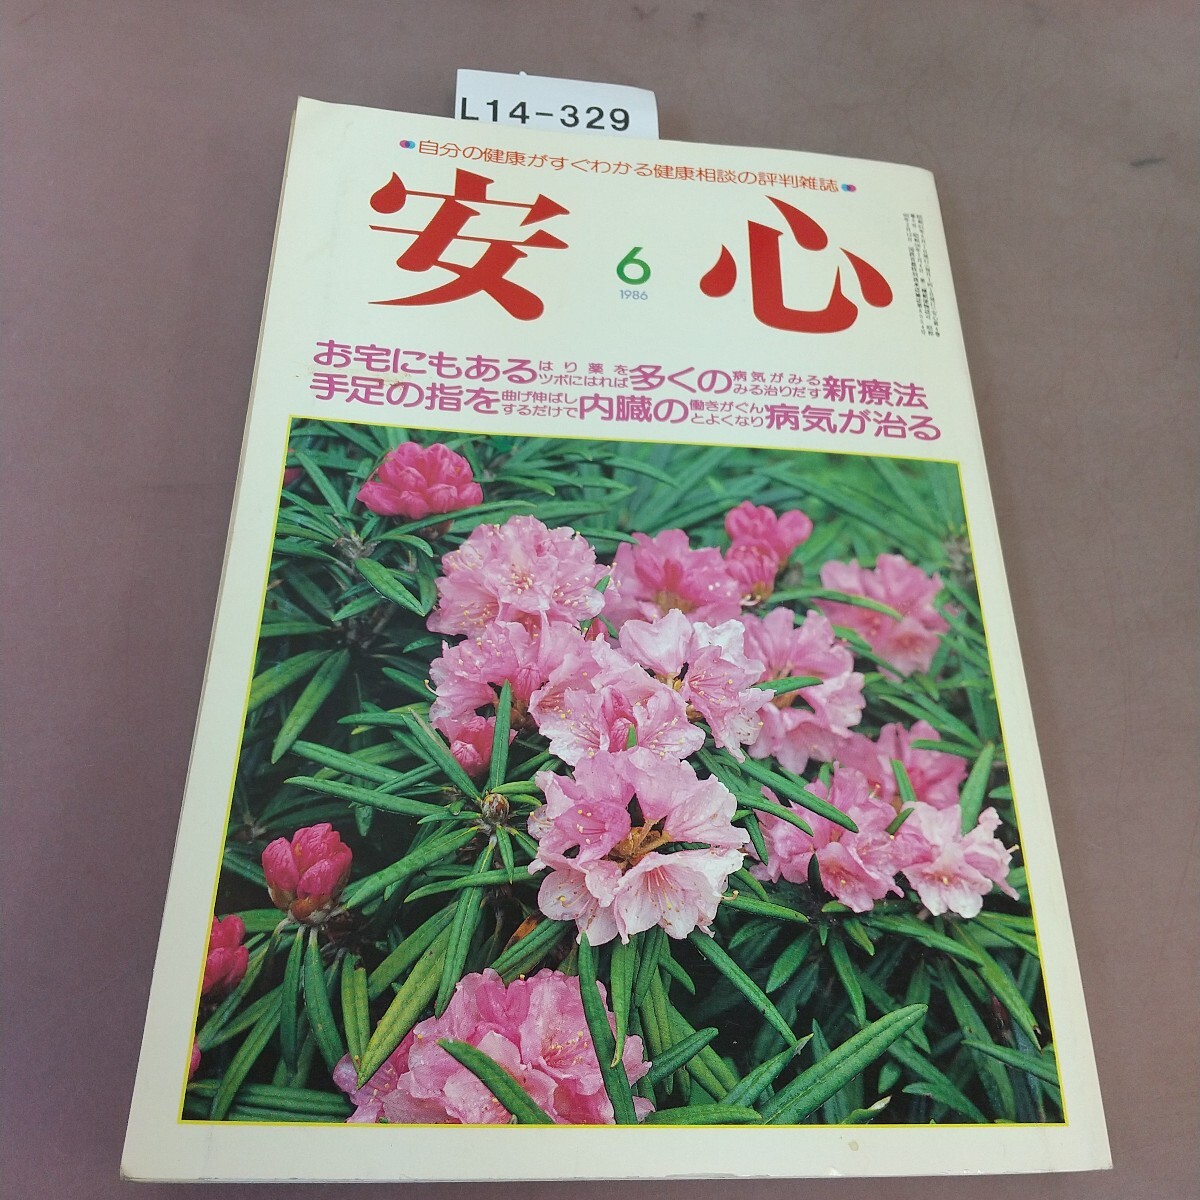 L14-329
自分の健康がすぐわかる健康相談の評判雑誌
安心
6
1986
お宅にもあるはり薬をツボにはれば多くの病気がみるみる治りだす新療法
手足の指を曲げ伸ばしするだけで内臓の働きがぐんとよくなり病気が治る